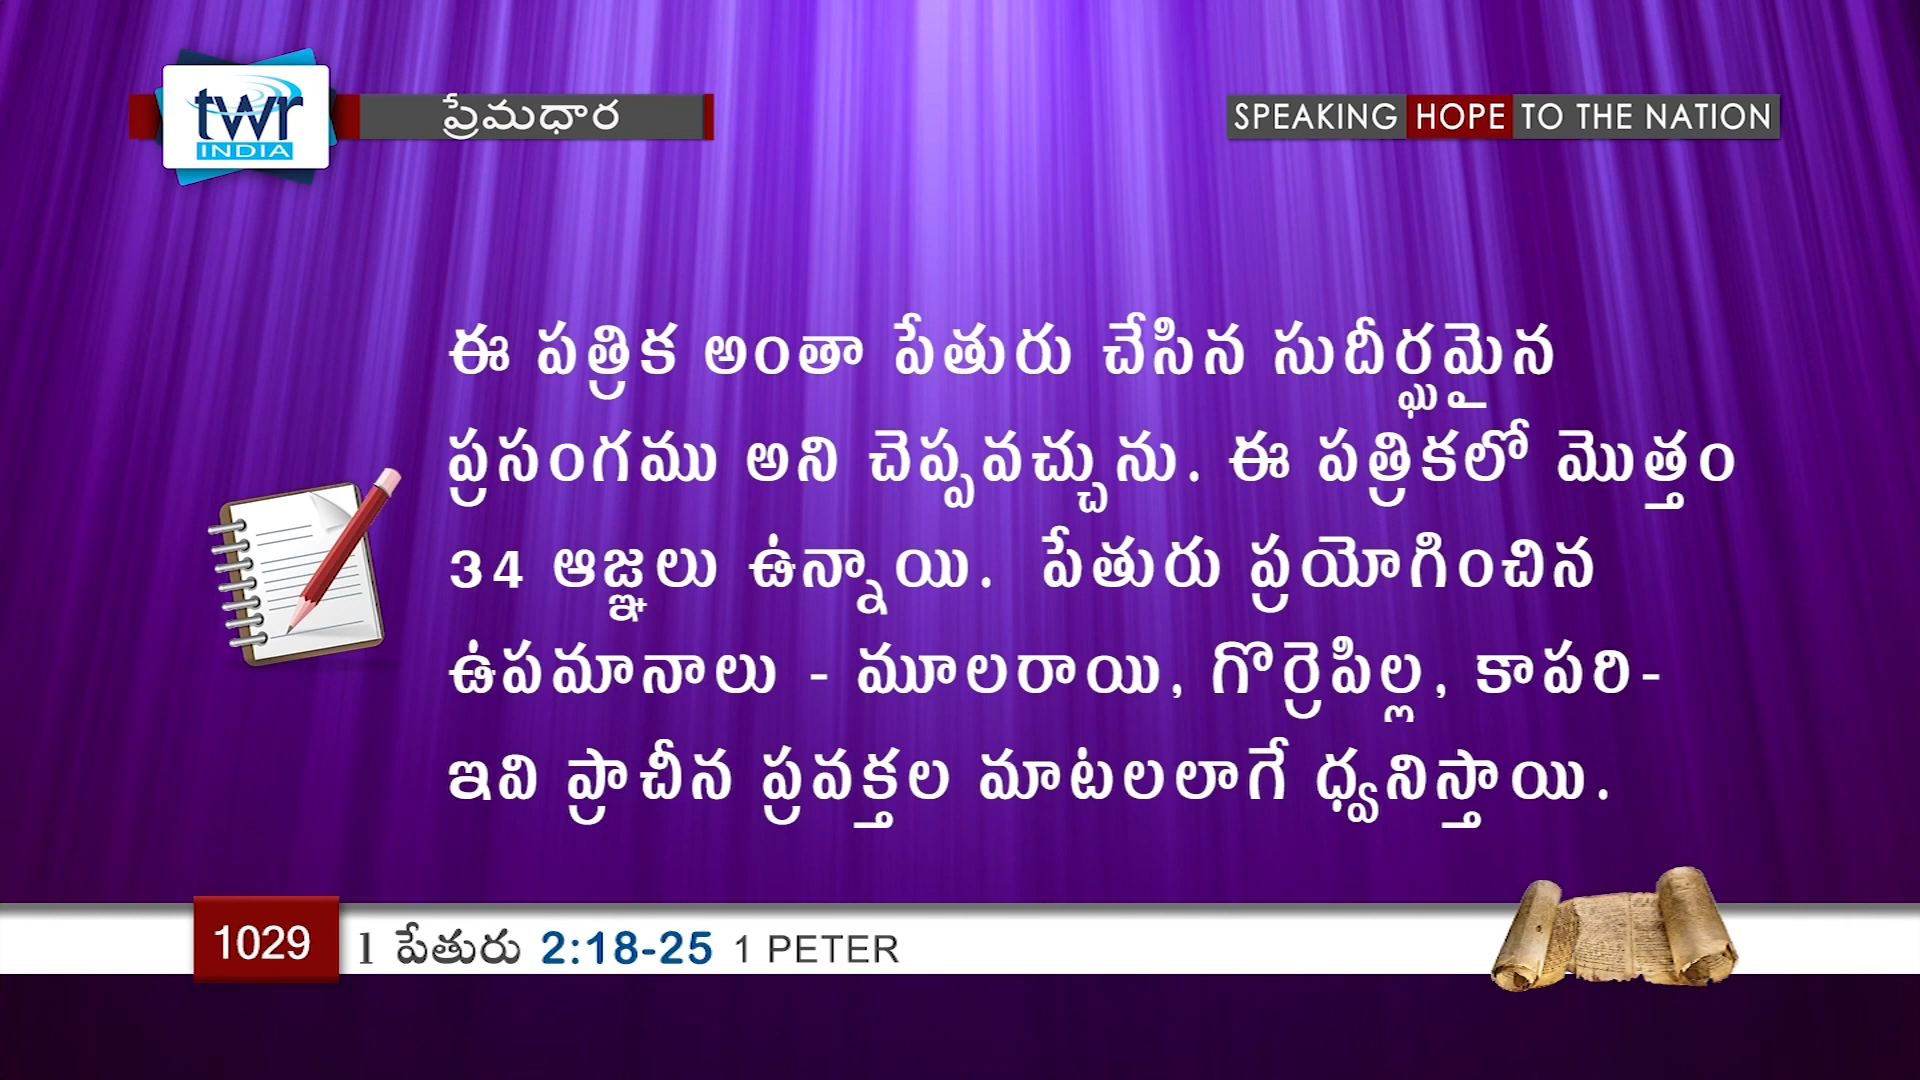 twr
INDIA
ప్రేమధార
SPEAKING HOPE TO THE NATION
ఈ పత్రిక అంతా పేతురు చేసిన సుదీర్ఘమైన
ప్రసంగము అని చెప్పవచ్చును. ఈ పత్రికలో మొత్తం
34 ఆజ్ఞలు ఉన్నాయి. పేతురు ప్రయోగించిన
ఉపమానాలు - మూలరాయి, గొర్రెపిల్ల, కాపరి-
ఇవి ప్రాచీన ప్రవక్తల మాటలలాగే ధ్వనిస్తాయి.
1029
1 పేతురు 2:18-25 1 PETER